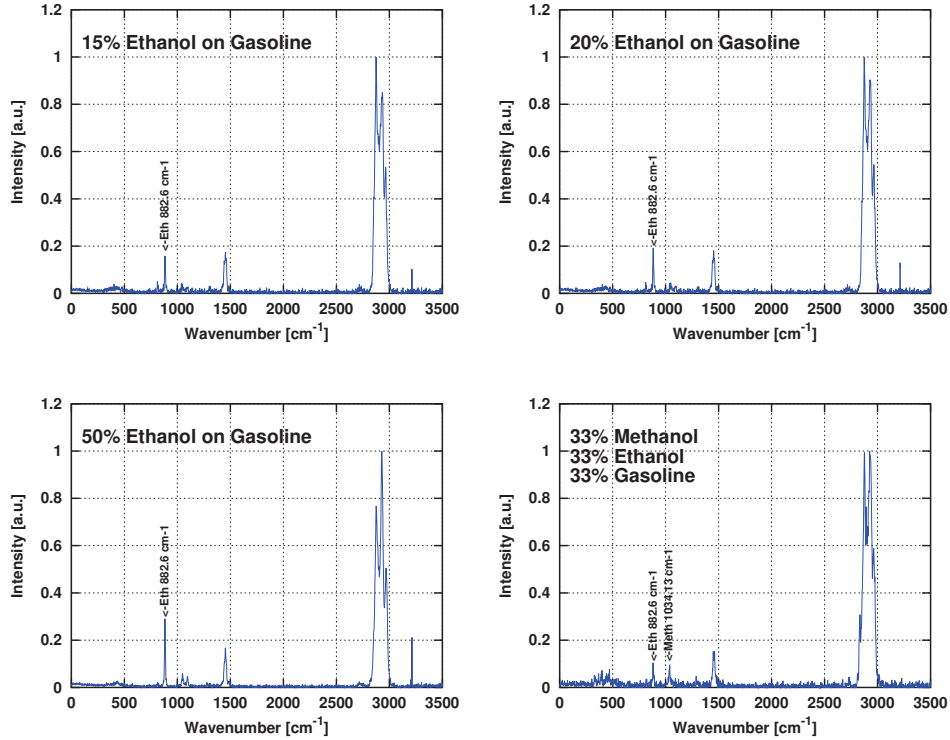 15% Ethanol on Gasoline
Intensity [a.u.]
1.2
1
0.8
0.6
0.4
0.2
0
<-Eth 882.6 cm-1
0 500 1000 1500 2000 2500 3000 3500
Wavenumber [cm⁻¹]
20% Ethanol on Gasoline
Intensity [a.u.]
1.2
1
0.8
0.6
0.4
0.2
0
<-Eth 882.6 cm-1
0 500 1000 1500 2000 2500 3000 3500
Wavenumber [cm⁻¹]
50% Ethanol on Gasoline
Intensity [a.u.]
1.2
1
0.8
0.6
0.4
0.2
0
<-Eth 882.6 cm-1
0 500 1000 1500 2000 2500 3000 3500
Wavenumber [cm⁻¹]
33% Methanol
33% Ethanol
33% Gasoline
Intensity [a.u.]
1.2
1
0.8
0.6
0.4
0.2
0
<-Eth 882.6 cm-1
<-Meth 1034,13 cm-1
0 500 1000 1500 2000 2500 3000 3500
Wavenumber [cm⁻¹]